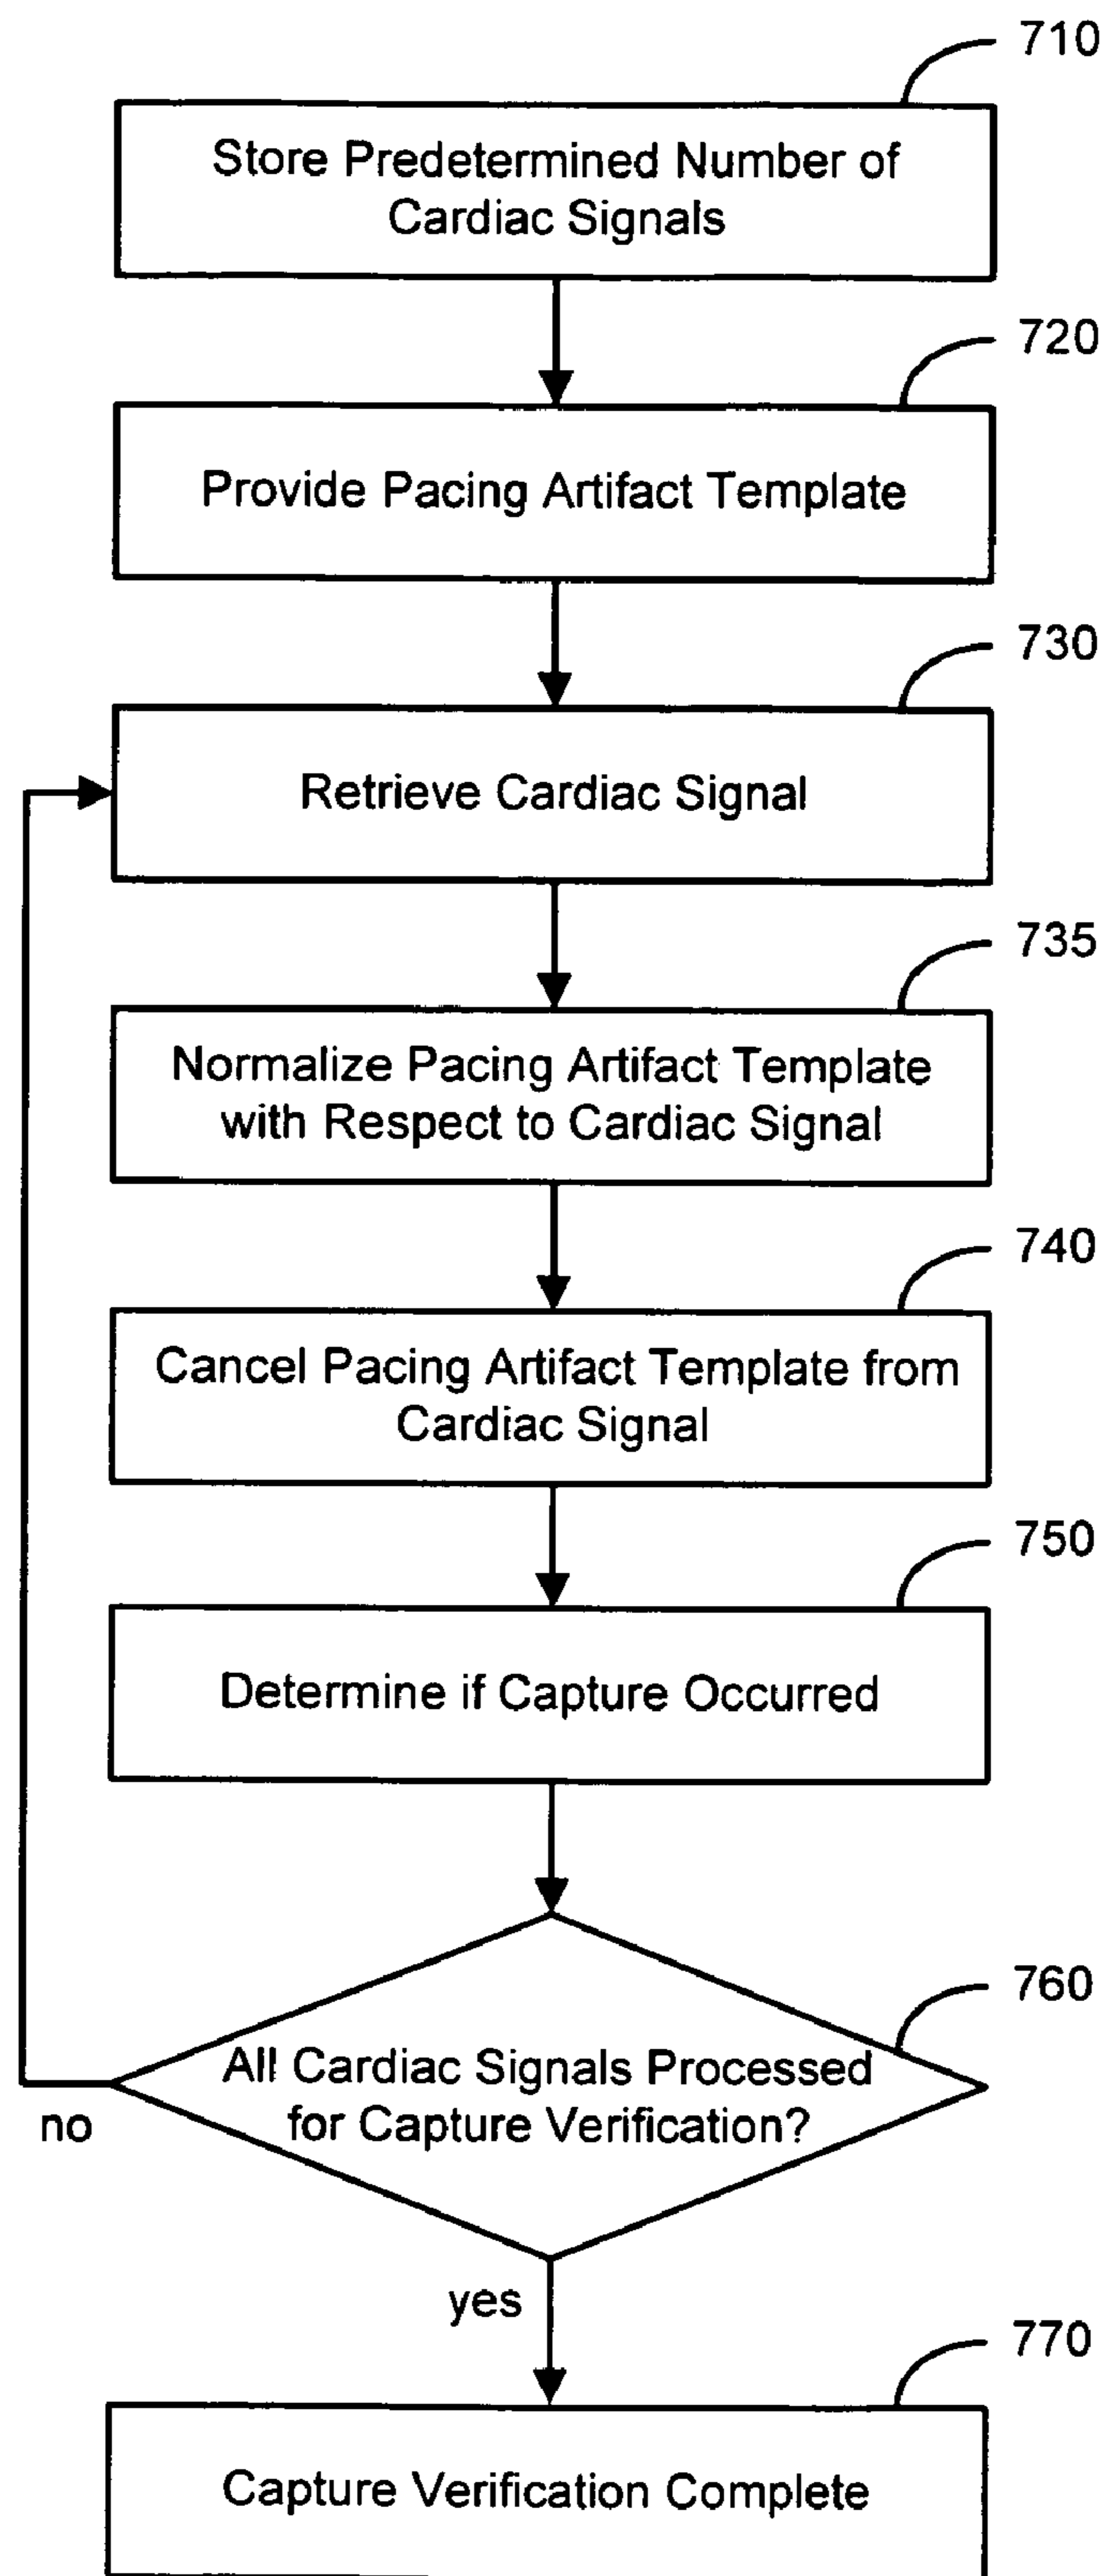 710
Store Predetermined Number of
Cardiac Signals
720
Provide Pacing Artifact Template
730
Retrieve Cardiac Signal
735
Normalize Pacing Artifact Template
with Respect to Cardiac Signal
740
Cancel Pacing Artifact Template from
Cardiac Signal
750
Determine if Capture Occurred
760
All Cardiac Signals Processed
for Capture Verification?
no
yes
770
Capture Verification Complete